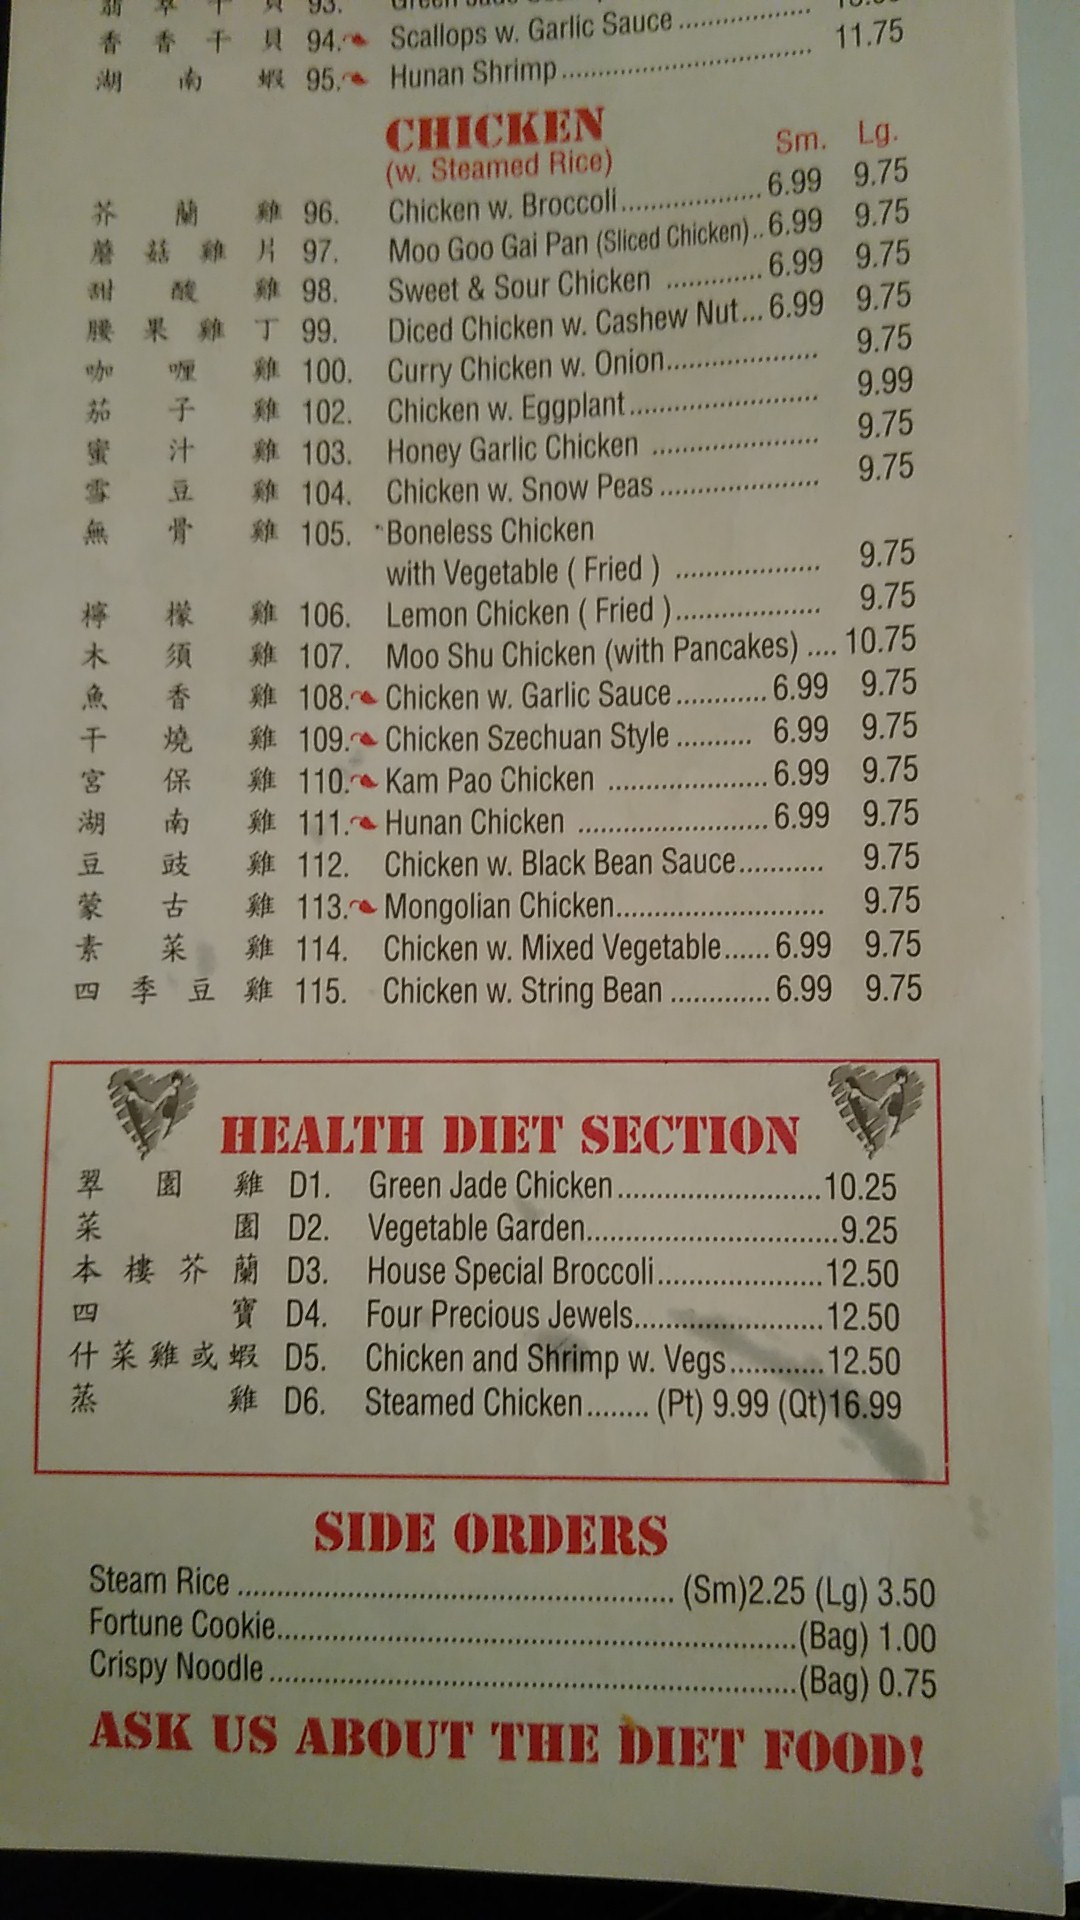 93.
香香干貝 94. Scallops w. Garlic Sauce
湖南蝦 95. Hunan Shrimp 11.75
CHICKEN
(w. Steamed Rice) Sm. Lg.
芥蘭雞 96. Chicken w. Broccoli 6.99 9.75
蘑菇雞片 97. Moo Goo Gai Pan (Sliced Chicken) 6.99 9.75
甜酸雞 98. Sweet & Sour Chicken 6.99 9.75
腰果雞丁 99. Diced Chicken w. Cashew Nut 6.99 9.75
咖喱雞 100. Curry Chicken w. Onion 9.75
茄子雞 102. Chicken w. Eggplant 9.99
蜜汁雞 103. Honey Garlic Chicken 9.75
雪豆雞 104. Chicken w. Snow Peas 9.75
無骨雞 105. Boneless Chicken
with Vegetable ( Fried ) 9.75
檸檬雞 106. Lemon Chicken ( Fried ) 9.75
木須雞 107. Moo Shu Chicken (with Pancakes) 10.75
魚香雞 108. Chicken w. Garlic Sauce 6.99 9.75
干燒雞 109. Chicken Szechuan Style 6.99 9.75
宮保雞 110. Kam Pao Chicken 6.99 9.75
湖南雞 111. Hunan Chicken 6.99 9.75
豆豉雞 112. Chicken w. Black Bean Sauce 9.75
蒙古雞 113. Mongolian Chicken 9.75
素菜雞 114. Chicken w. Mixed Vegetable 6.99 9.75
四季豆雞 115. Chicken w. String Bean 6.99 9.75
HEALTH DIET SECTION
翠園雞 D1. Green Jade Chicken 10.25
菜園 D2. Vegetable Garden 9.25
本樓芥蘭 D3. House Special Broccoli 12.50
四寶 D4. Four Precious Jewels 12.50
什菜雞或蝦 D5. Chicken and Shrimp w. Vegs 12.50
蒸雞 D6. Steamed Chicken (Pt) 9.99 (Qt)16.99
SIDE ORDERS
Steam Rice (Sm)2.25 (Lg) 3.50
Fortune Cookie (Bag) 1.00
Crispy Noodle (Bag) 0.75
ASK US ABOUT THE DIET FOOD!